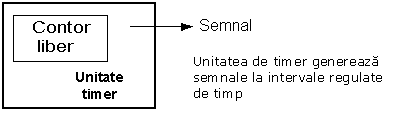 Contor
liber
Unitate
timer
Semnal
Unitatea de timer generează
semnale la intervale regulate
de timp